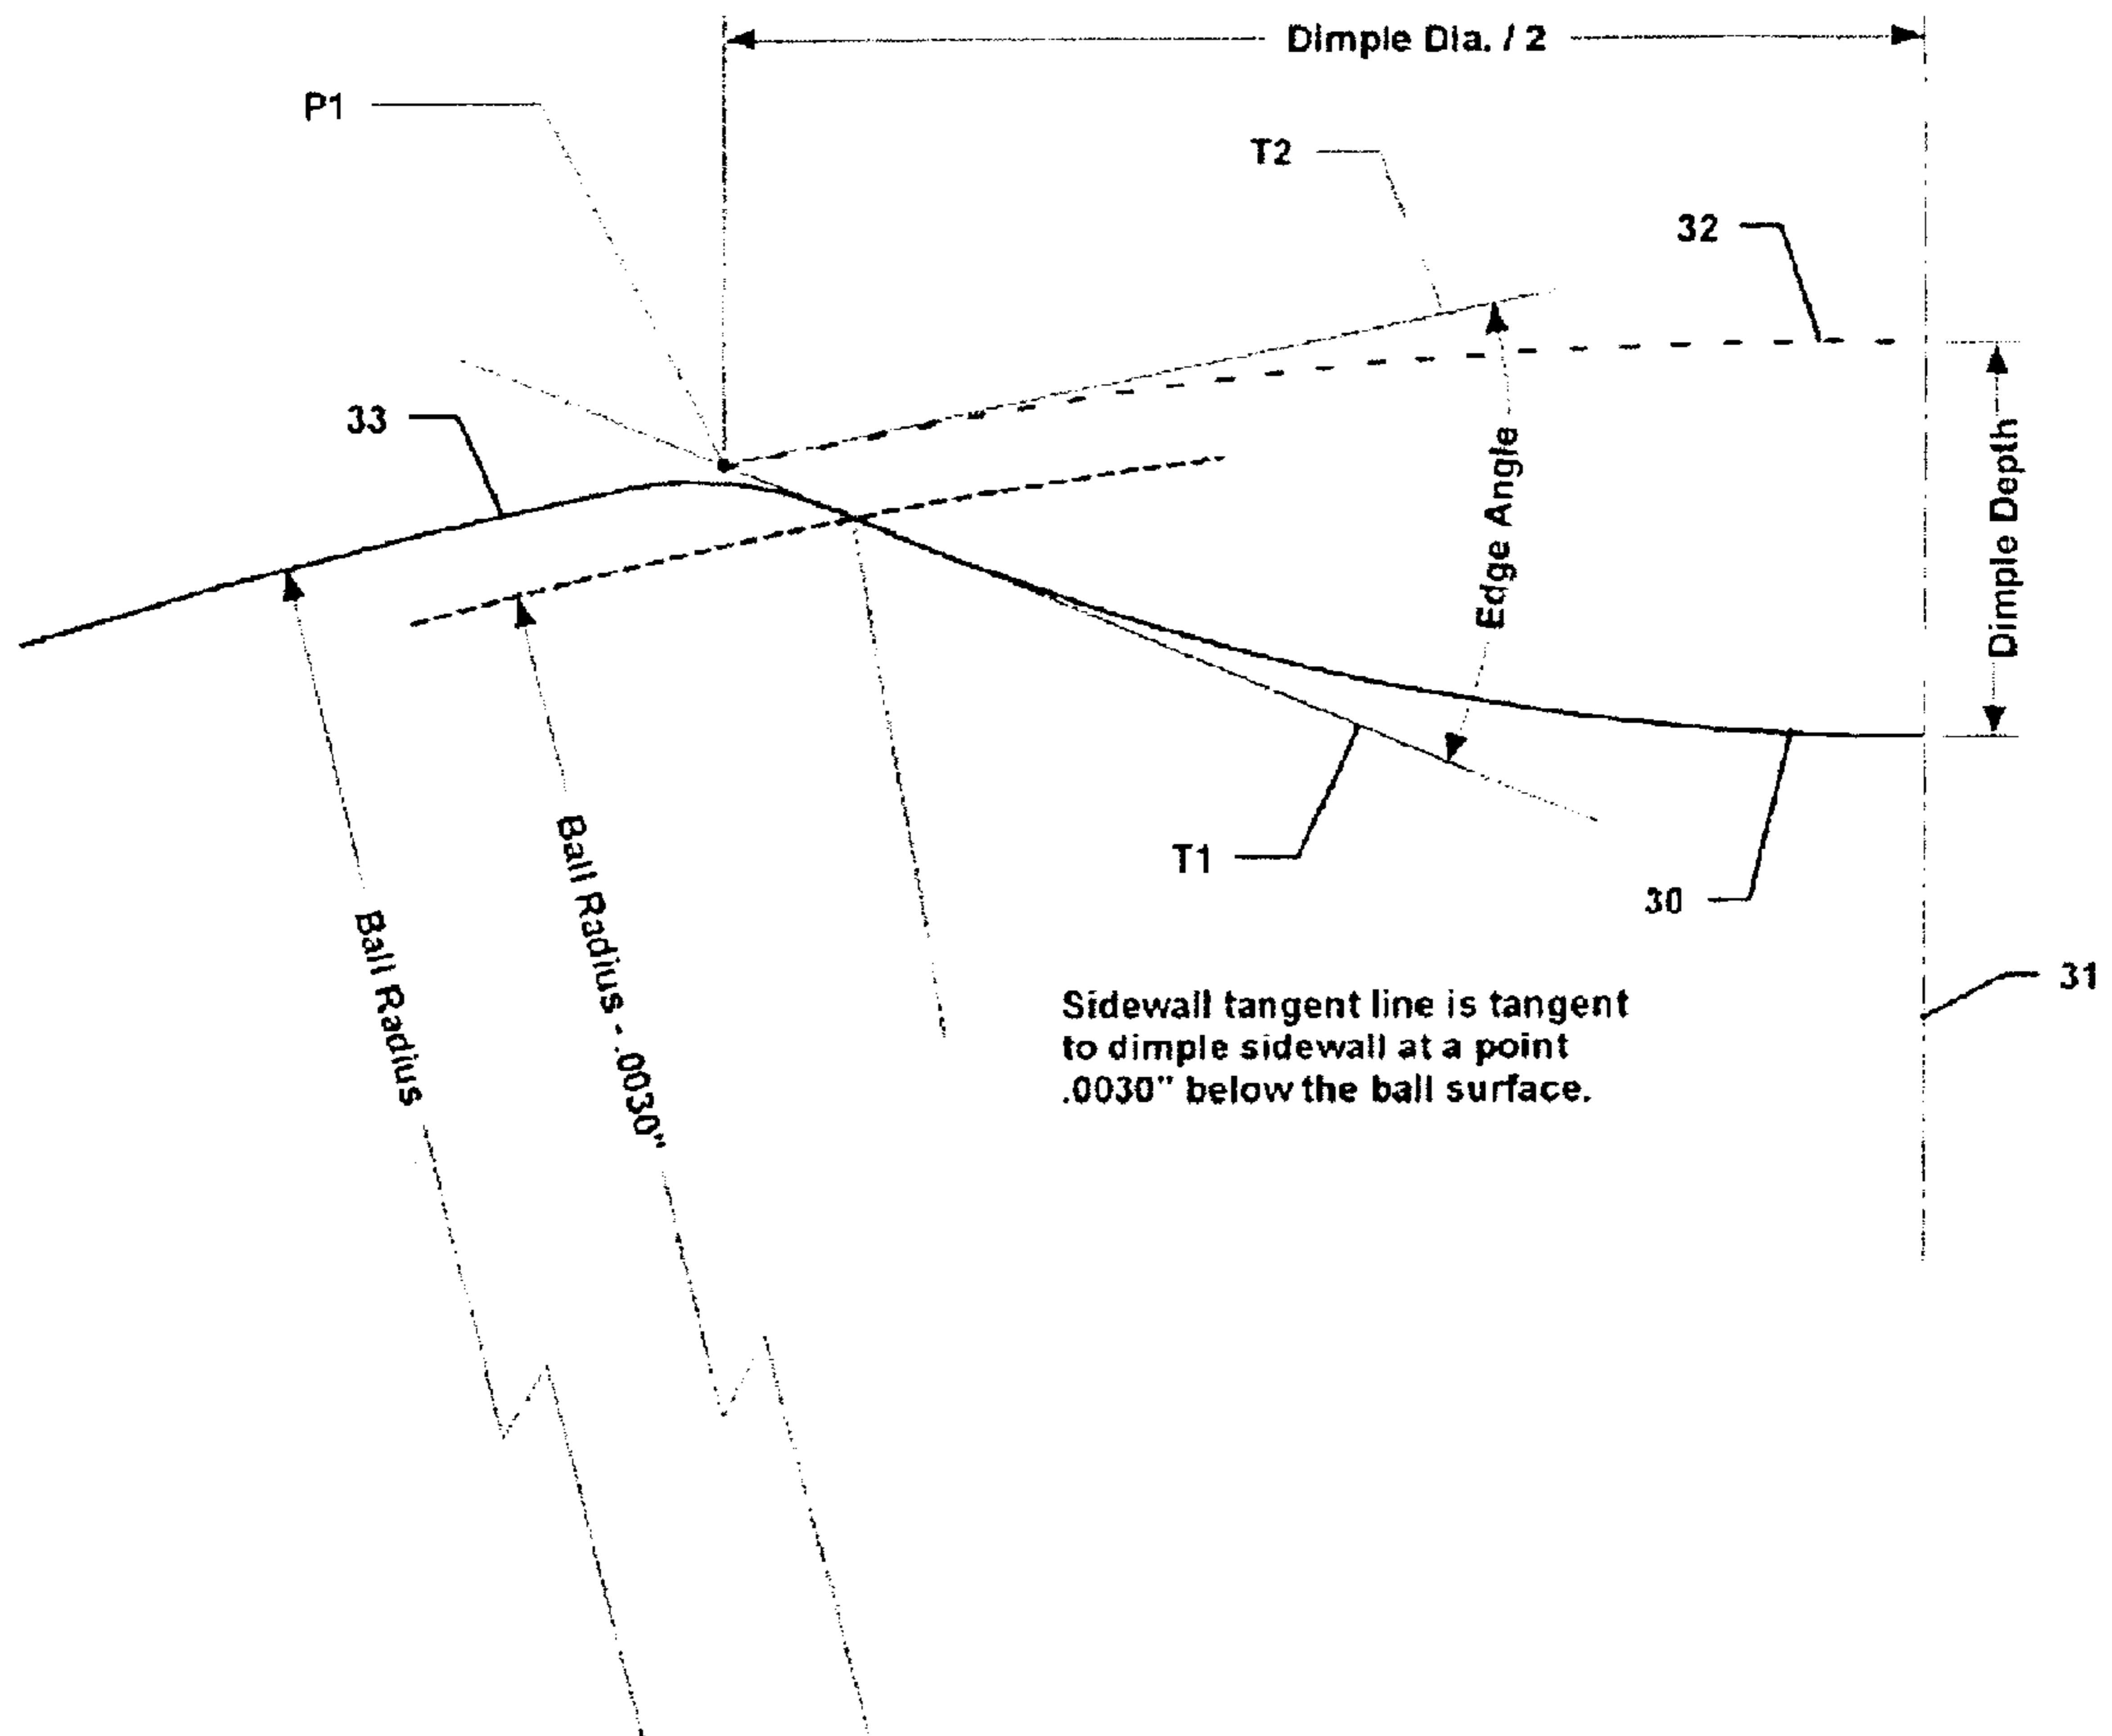 Dimple Dia. / 2
P1
T2
32
33
Edge Angle
Dimple Depth
T1
30
Ball Radius
Ball Radius - .0030"
31
Sidewall tangent line is tangent
to dimple sidewall at a point
.0030" below the ball surface.